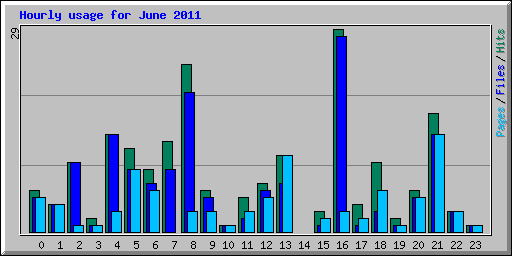 Hourly usage for June 2011
29
Pages / Files / Hits
0 1 2 3 4 5 6 7 8 9 10 11 12 13 14 15 16 17 18 19 20 21 22 23